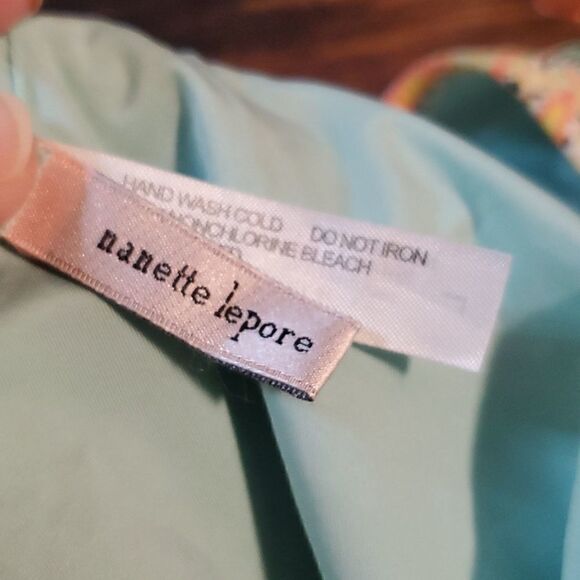 HAND WASH COLD DO NOT IRON
NONCHLORINE BLEACH
nanette lepore